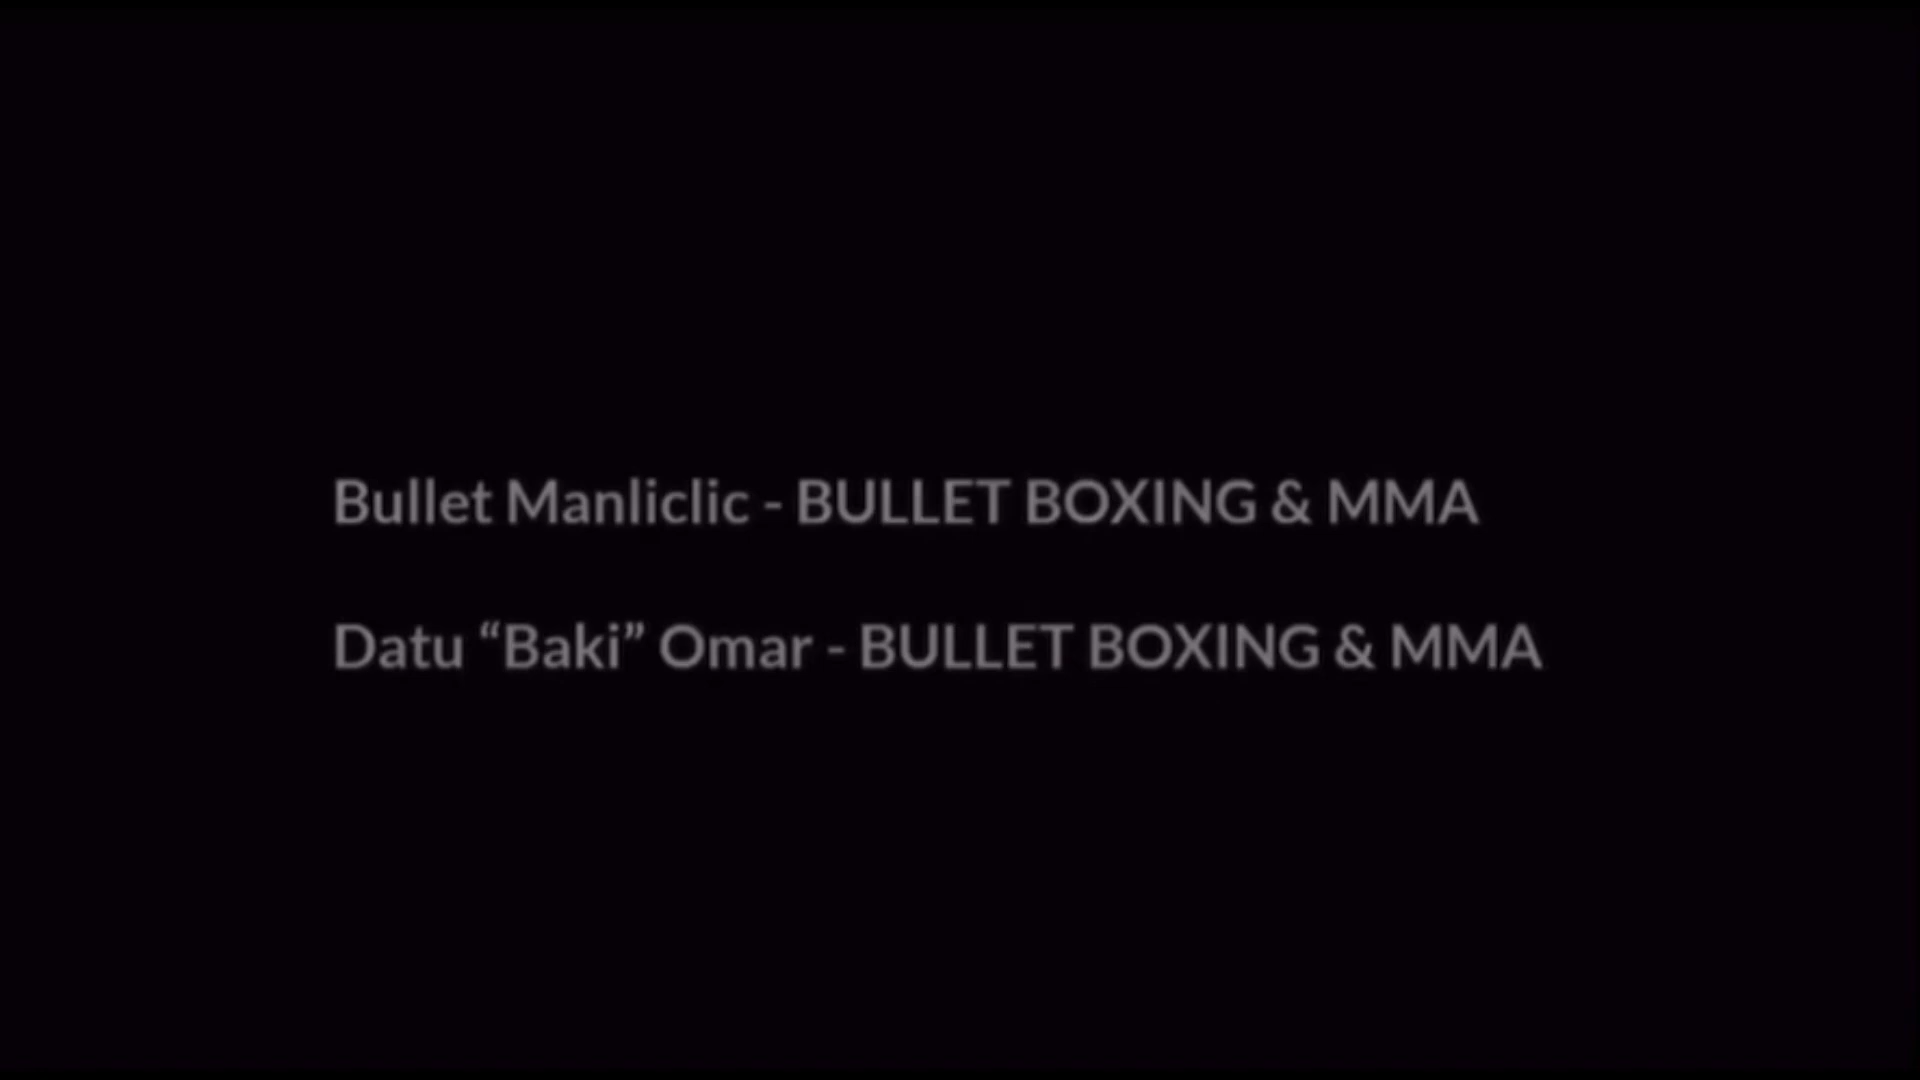 Bullet Manliclic - BULLET BOXING & MMA
Datu “Baki” Omar - BULLET BOXING & MMA